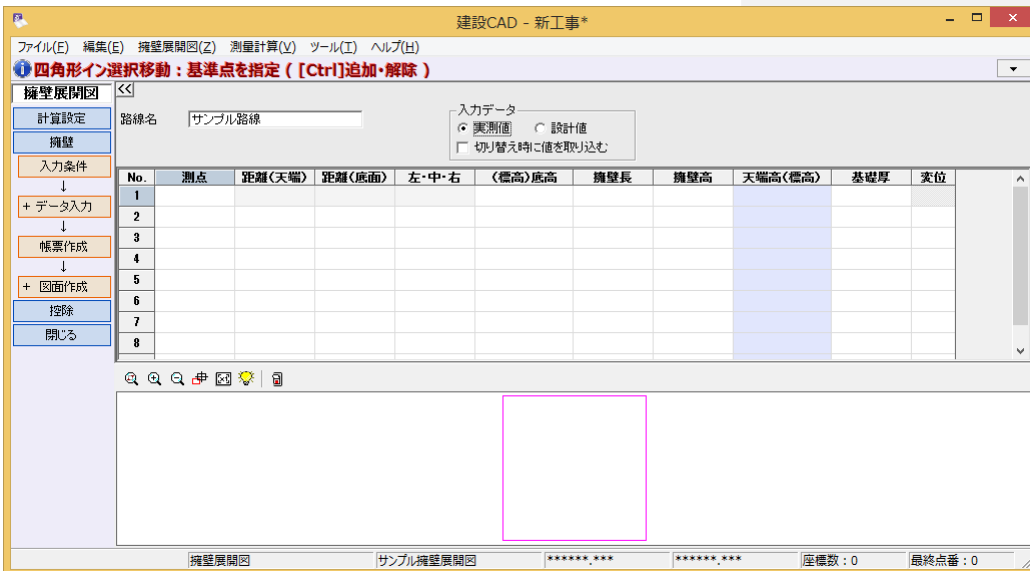 建設CAD - 新工事*
ファイル(F) 編集(E) 擁壁展開図(Z) 測量計算(V) ツール(T) ヘルプ(H)
四角形イン選択移動：基準点を指定 ( [Ctrl]追加・解除 )
擁壁展開図
計算設定
擁壁
入力条件
↓
+ データ入力
↓
帳票作成
↓
+ 図面作成
控除
閉じる
<<
路線名 サンプル路線
入力データ
実測値 設計値
切り替え時に値を取り込む
No. 測点 距離(天端) 距離(底面) 左・中・右 (標高)底高 擁壁長 擁壁高 天端高(標高) 基礎厚 変位
1
2
3
4
5
6
7
8
擁壁展開図 サンプル擁壁展開図 ******.*** ******.*** 座標数：0 最終点番：0